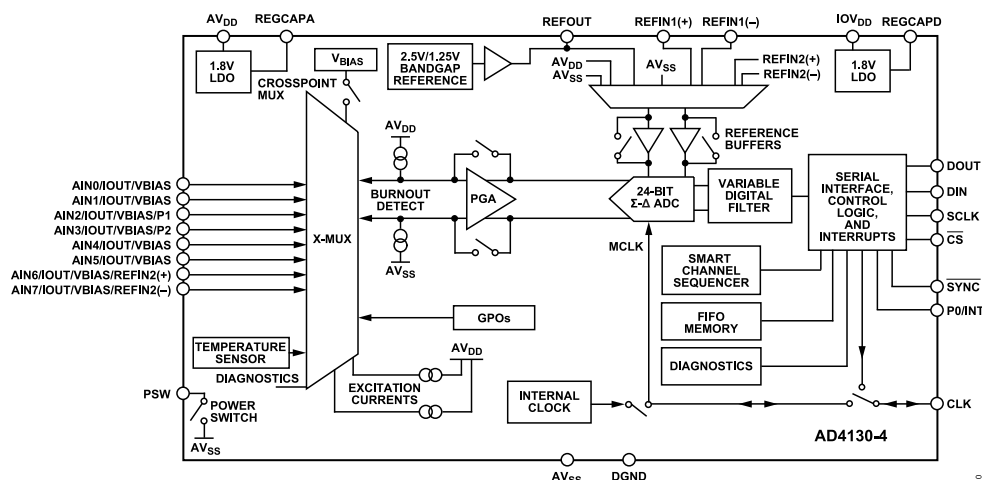 AVDD
REGCAPA
REFOUT
REFIN1(+)
REFIN1(–)
IOVDD
REGCAPD
1.8V
LDO
VBIAS
CROSSPOINT
MUX
2.5V/1.25V
BANDGAP
REFERENCE
AVDD
AVSS
AVSS
REFIN2(+)
REFIN2(–)
1.8V
LDO
REFERENCE
BUFFERS
AVDD
BURNOUT
DETECT
AVSS
PGA
24-BIT
Σ-Δ ADC
VARIABLE
DIGITAL
FILTER
SERIAL
INTERFACE,
CONTROL
LOGIC,
AND
INTERRUPTS
DOUT
DIN
SCLK
CS
SYNC
P0/INT
AIN0/IOUT/VBIAS
AIN1/IOUT/VBIAS
AIN2/IOUT/VBIAS/P1
AIN3/IOUT/VBIAS/P2
AIN4/IOUT/VBIAS
AIN5/IOUT/VBIAS
AIN6/IOUT/VBIAS/REFIN2(+)
AIN7/IOUT/VBIAS/REFIN2(–)
X-MUX
MCLK
SMART
CHANNEL
SEQUENCER
FIFO
MEMORY
DIAGNOSTICS
GPOs
TEMPERATURE
SENSOR
DIAGNOSTICS
AVDD
EXCITATION
CURRENTS
PSW
POWER
SWITCH
AVSS
INTERNAL
CLOCK
CLK
AD4130-4
AVSS
DGND